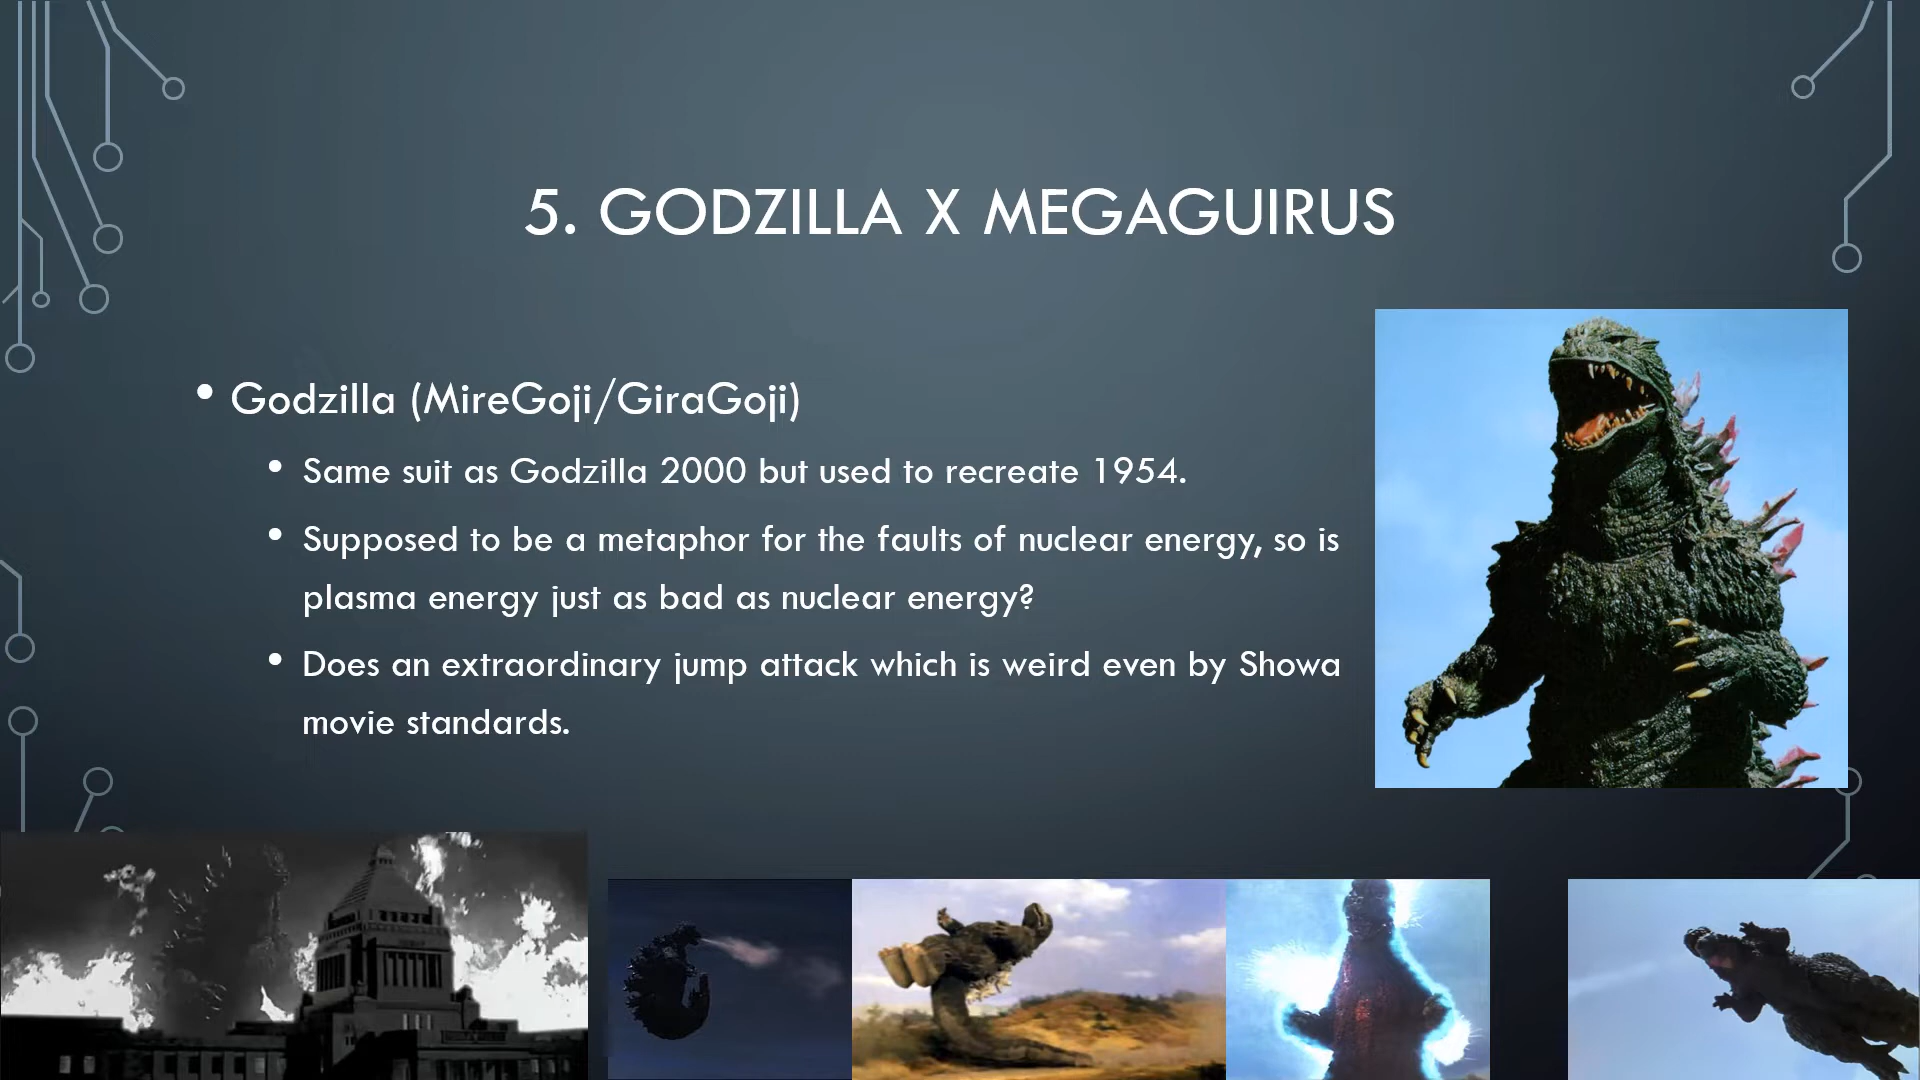 5. GODZILLA X MEGAGUIRUS
• Godzilla (MireGoji/GiraGoji)
• Same suit as Godzilla 2000 but used to recreate 1954.
• Supposed to be a metaphor for the faults of nuclear energy, so is
plasma energy just as bad as nuclear energy?
• Does an extraordinary jump attack which is weird even by Showa
movie standards.